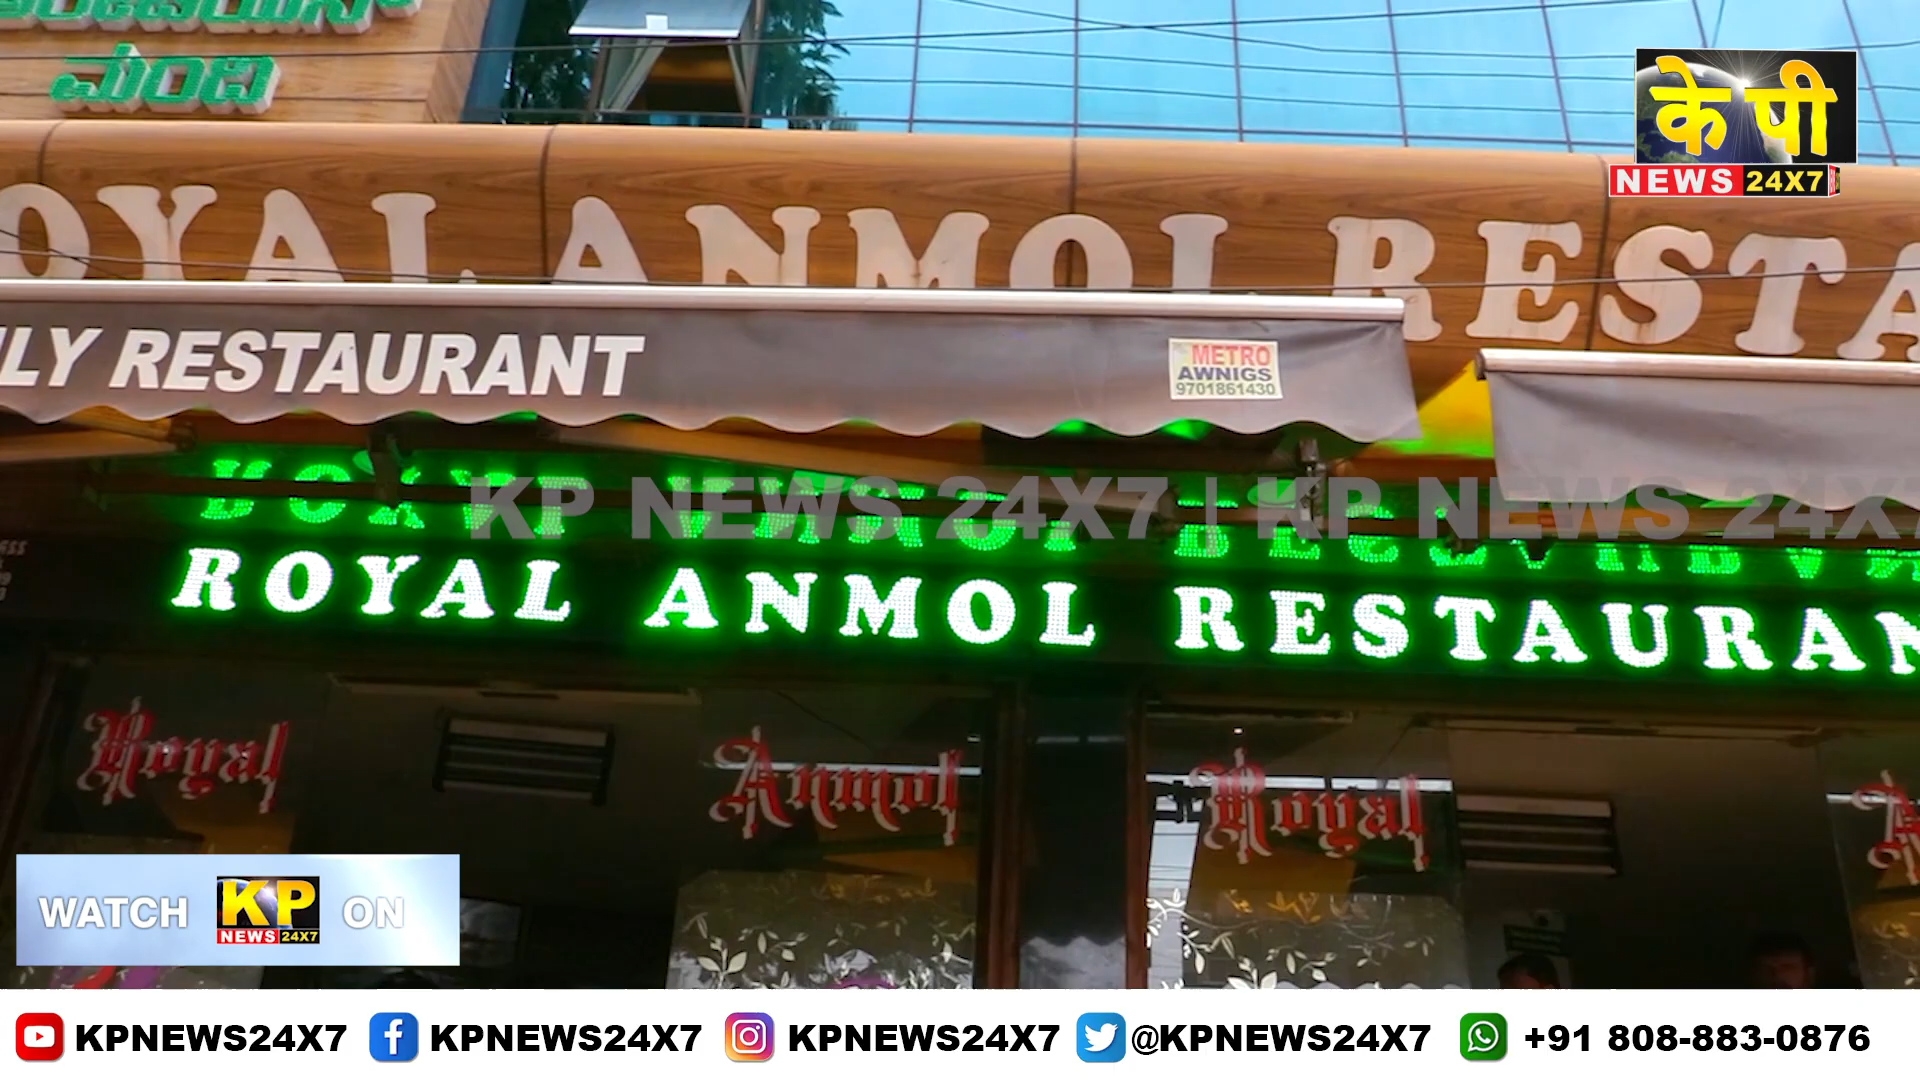 ಮಂದಿ
के पी
NEWS 24X7
OYAL ANMOL RESTA
ILY RESTAURANT
METRO
AWNIGS
9701861430
KP NEWS 24X7 | KP NEWS 24X7
ROYAL ANMOL RESTAURAN
Royal Anmol Royal A
WATCH KP NEWS 24X7 ON
KPNEWS24X7 KPNEWS24X7 KPNEWS24X7 @KPNEWS24X7 +91 808-883-0876